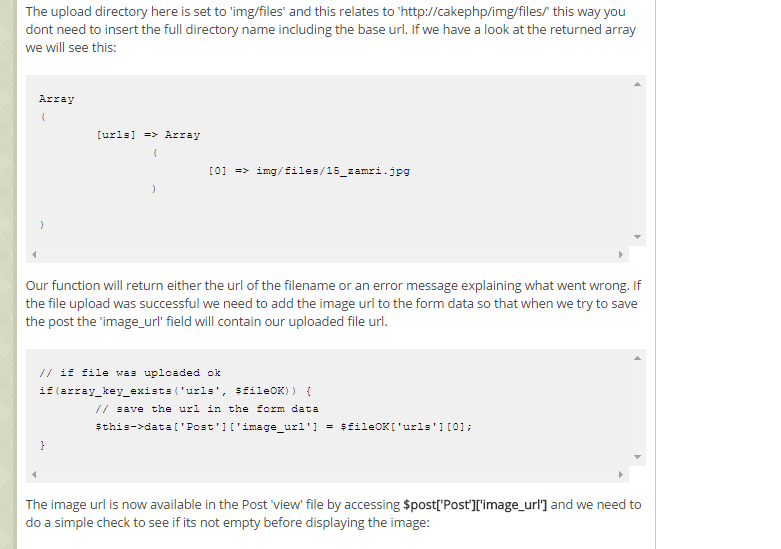 The upload directory here is set to 'img/files' and this relates to 'http://cakephp/img/files/' this way you
dont need to insert the full directory name including the base url. If we have a look at the returned array
we will see this:
Array
(
[urls] => Array
(
[0] => img/files/15_zamri.jpg
)
)
Our function will return either the url of the filename or an error message explaining what went wrong. If
the file upload was successful we need to add the image url to the form data so that when we try to save
the post the 'image_url' field will contain our uploaded file url.
// if file was uploaded ok
if(array_key_exists('urls', $fileOK)) {
// save the url in the form data
$this->data['Post']['image_url'] = $fileOK['urls'][0];
}
The image url is now available in the Post 'view' file by accessing $post['Post']['image_url'] and we need to
do a simple check to see if its not empty before displaying the image: